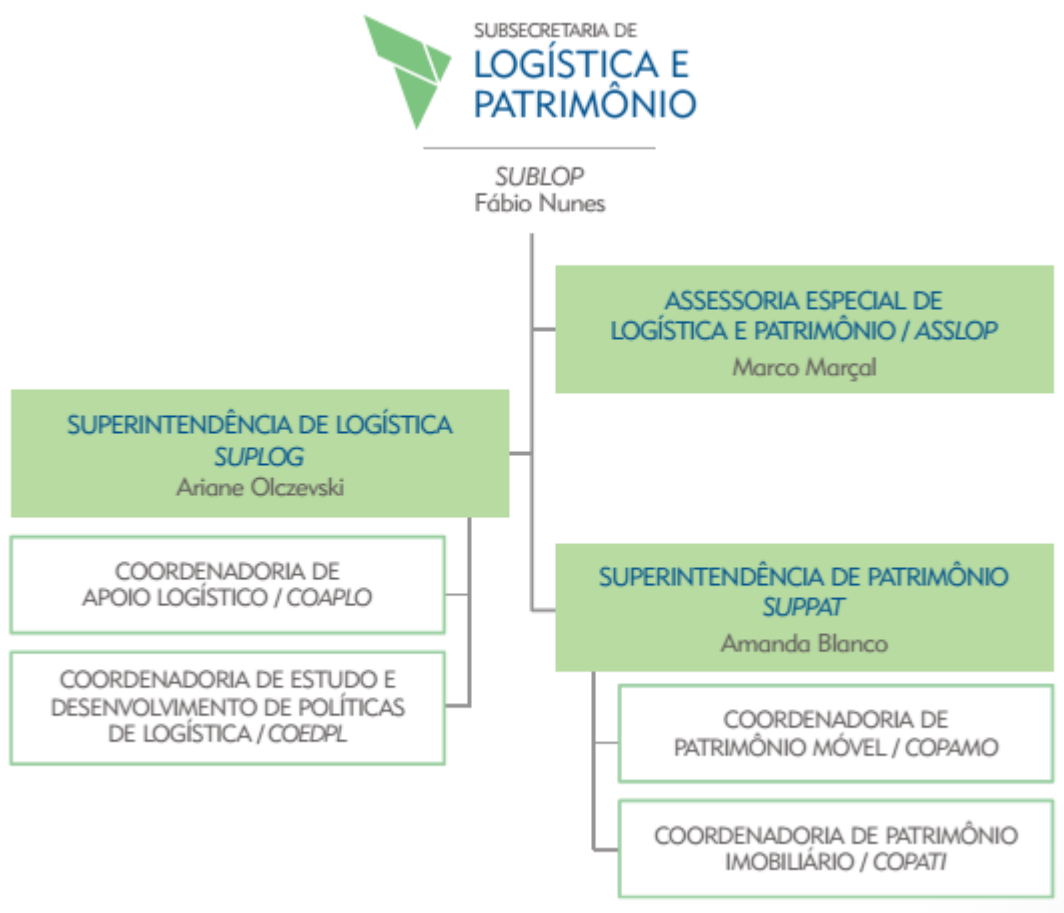 SUBSECRETARIA DE
LOGÍSTICA E
PATRIMÔNIO
SUBLOP
Fábio Nunes
ASSESSORIA ESPECIAL DE
LOGÍSTICA E PATRIMÔNIO / ASSLOP
Marco Marçal
SUPERINTENDÊNCIA DE LOGÍSTICA
SUPLOG
Ariane Olczevski
COORDENADORIA DE
APOIO LOGÍSTICO / COAPLO
COORDENADORIA DE ESTUDO E
DESENVOLVIMENTO DE POLÍTICAS
DE LOGÍSTICA / COEDPL
SUPERINTENDÊNCIA DE PATRIMÔNIO
SUPPAT
Amanda Blanco
COORDENADORIA DE
PATRIMÔNIO MÓVEL / COPAMO
COORDENADORIA DE PATRIMÔNIO
IMOBILIÁRIO / COPATI